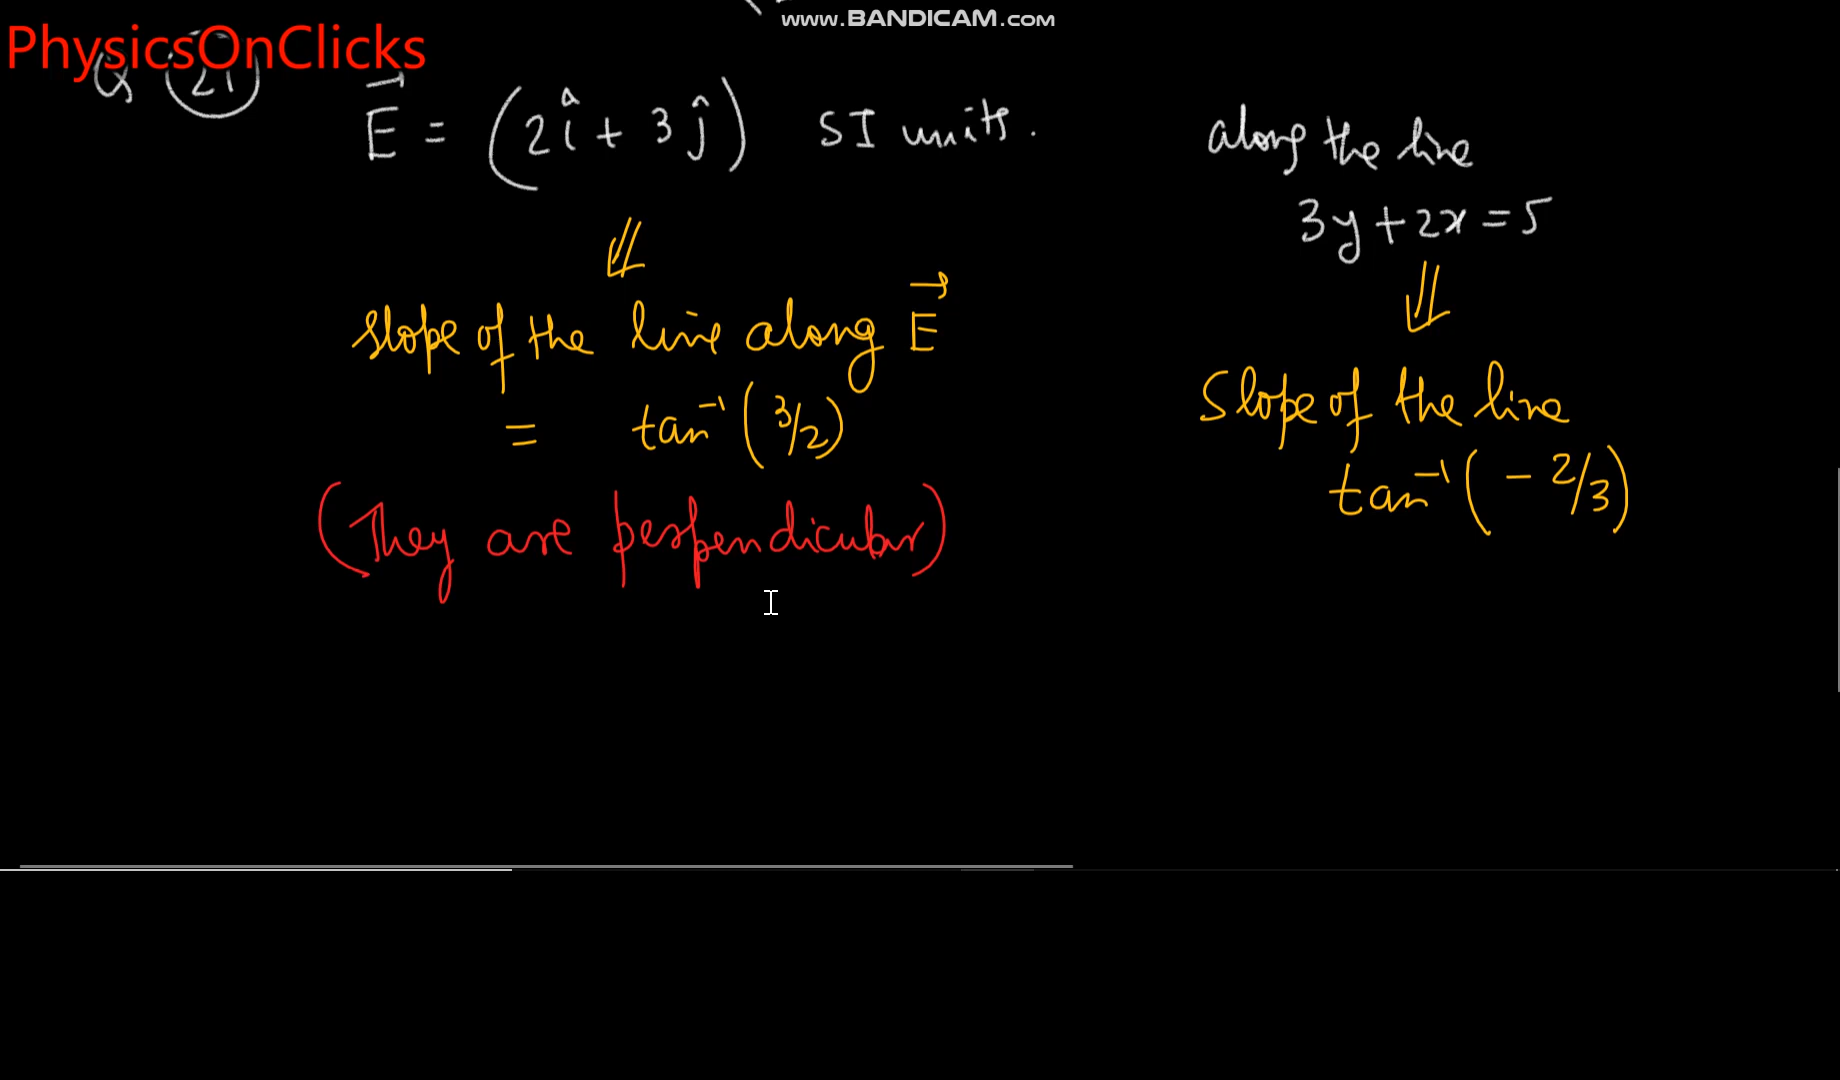 www.BANDICAM.com
PhysicsOnClicks
Q 21
E⃗ = (2î + 3ĵ) SI units.
along the line
3y + 2x = 5
⇓
slope of the line along E⃗
= tan⁻¹ (3/2)
(They are perpendicular)
⇓
Slope of the line
tan⁻¹ (- 2/3)